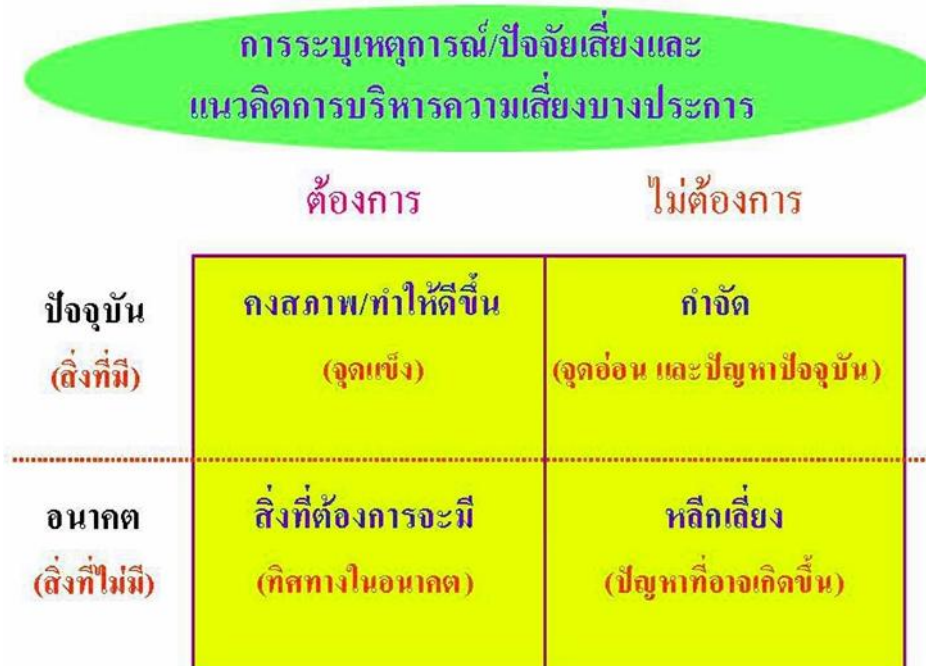 การระบุเหตุการณ์/ปัจจัยเสี่ยงและ
แนวคิดการบริหารความเสี่ยงบางประการ
ต้องการ ไม่ต้องการ
ปัจจุบัน คงสภาพ/ทำให้ดีขึ้น กำจัด
(สิ่งที่มี) (จุดแข็ง) (จุดอ่อน และปัญหาปัจจุบัน)
อนาคต สิ่งที่ต้องการจะมี หลีกเลี่ยง
(สิ่งที่ไม่มี) (ทิศทางในอนาคต) (ปัญหาที่อาจเกิดขึ้น)